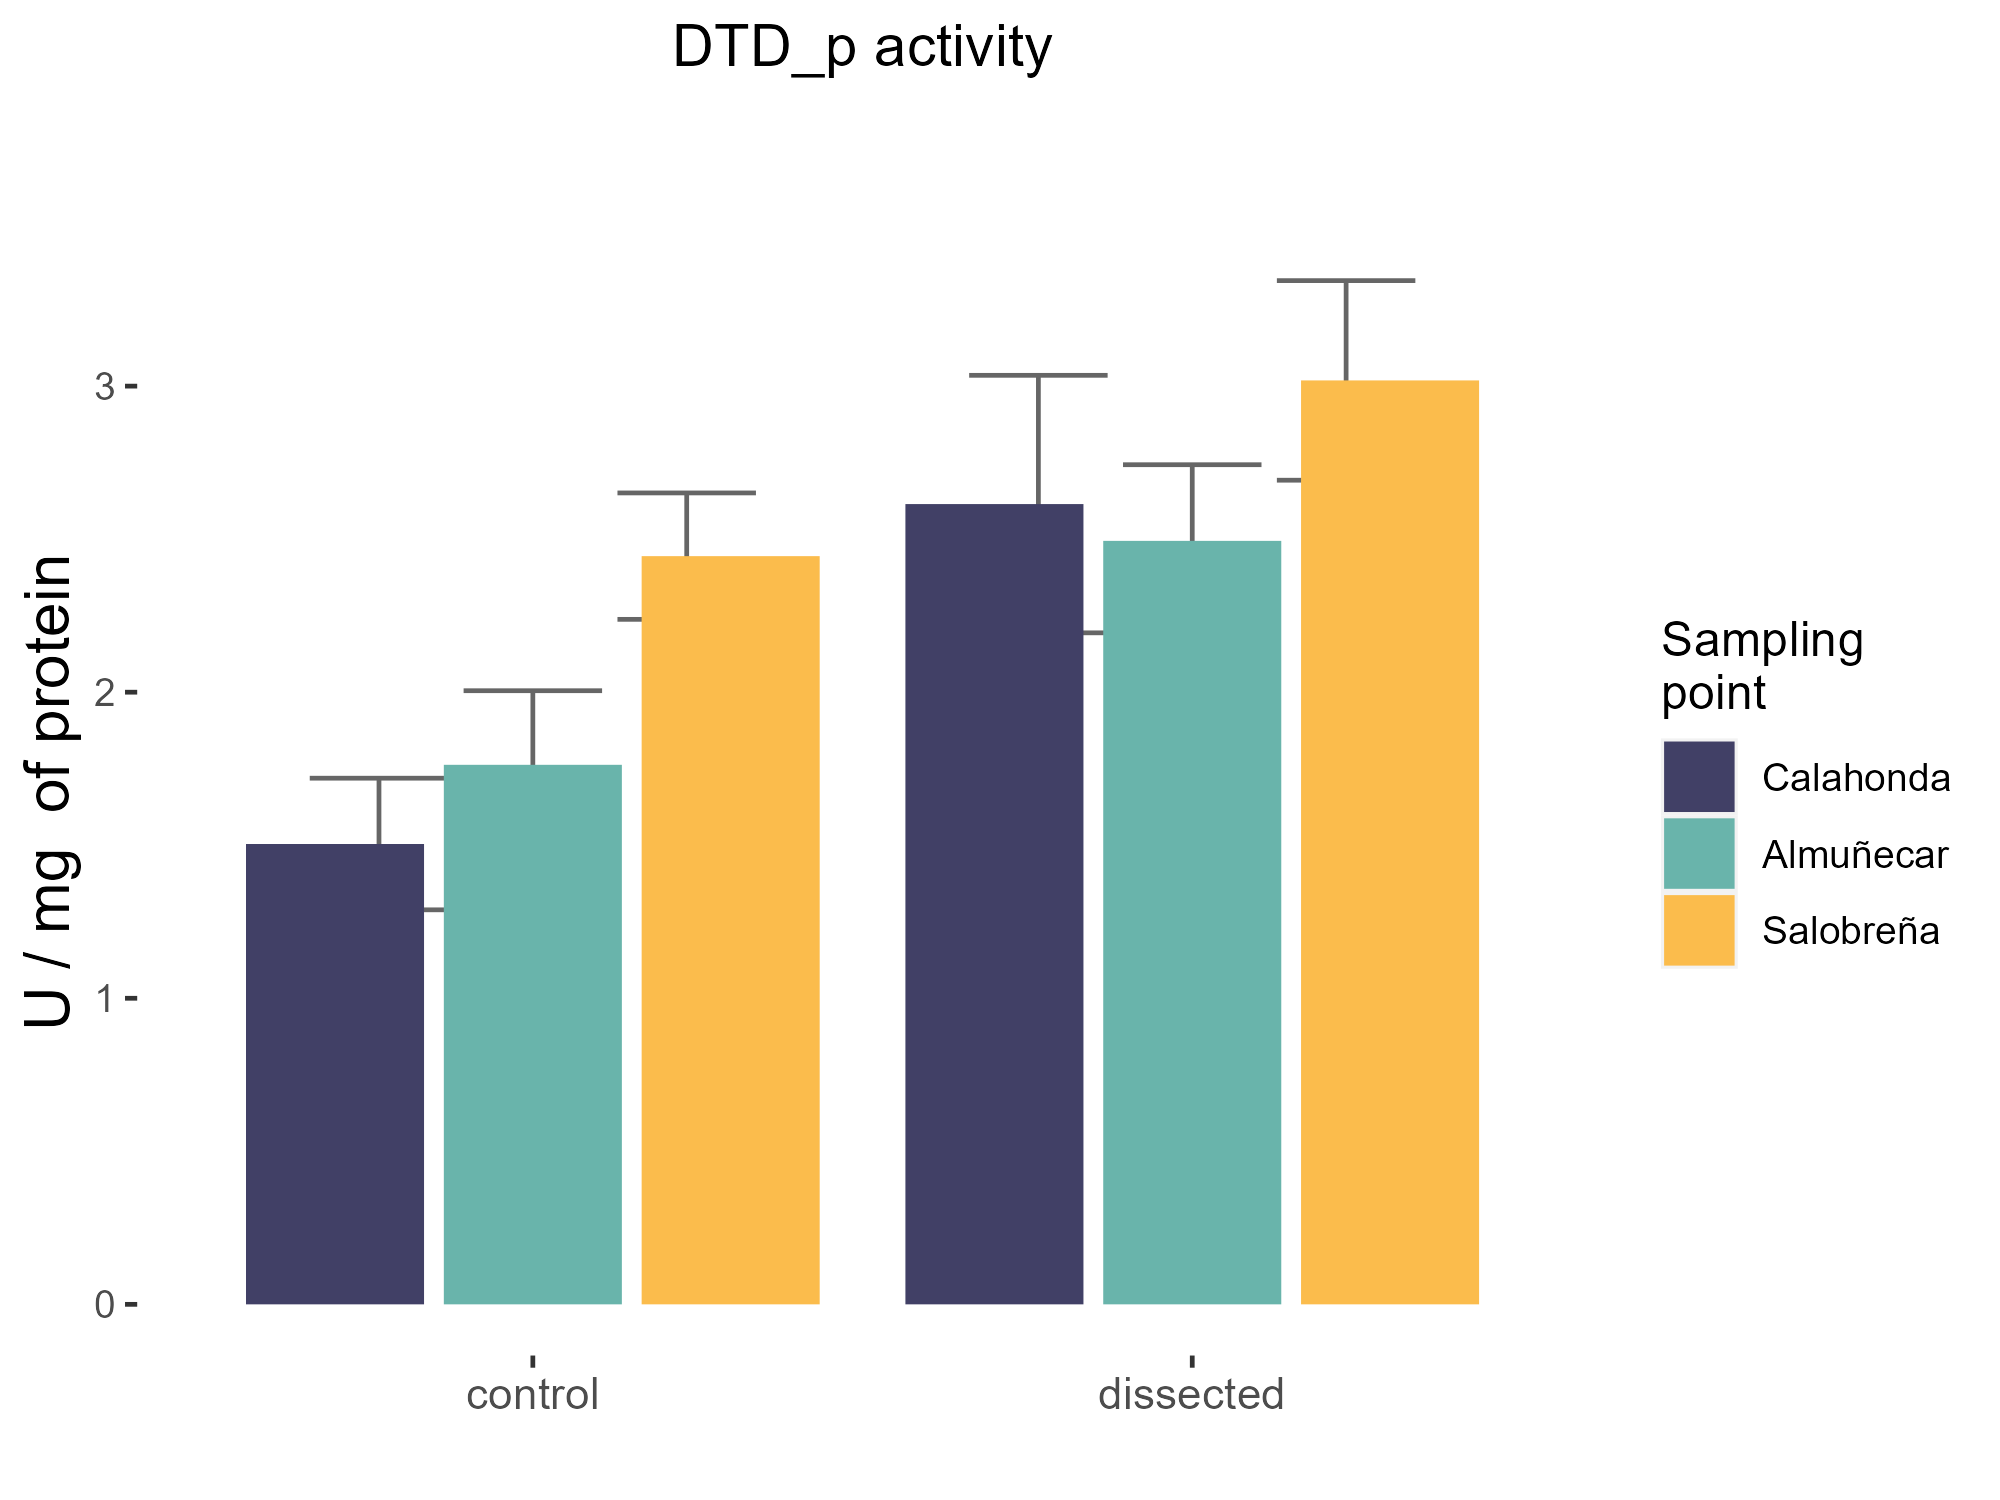 DTD_p activity
U / mg  of protein
3
2
1
0
control
dissected
Sampling
point
Calahonda
Almuñecar
Salobreña